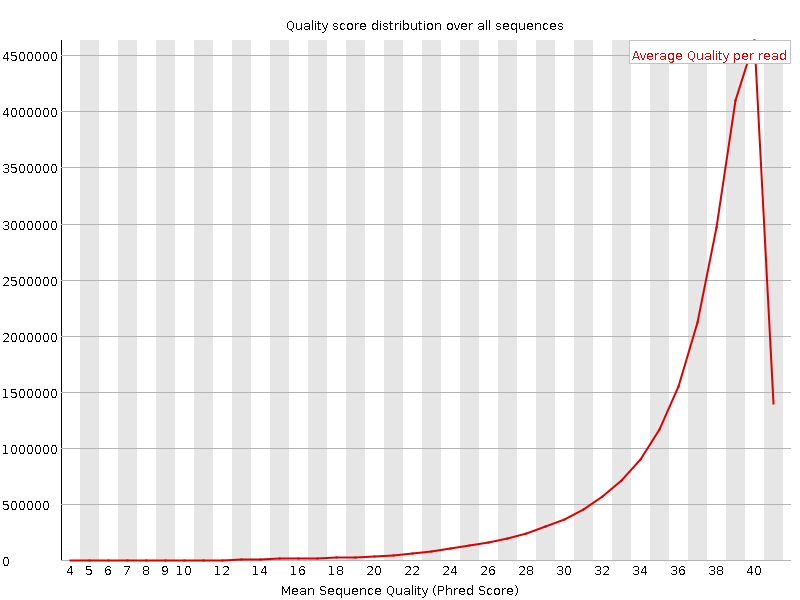 Quality score distribution over all sequences
Average Quality per read
4500000
4000000
3500000
3000000
2500000
2000000
1500000
1000000
500000
0
4 5 6 7 8 9 10 12 14 16 18 20 22 24 26 28 30 32 34 36 38 40
Mean Sequence Quality (Phred Score)